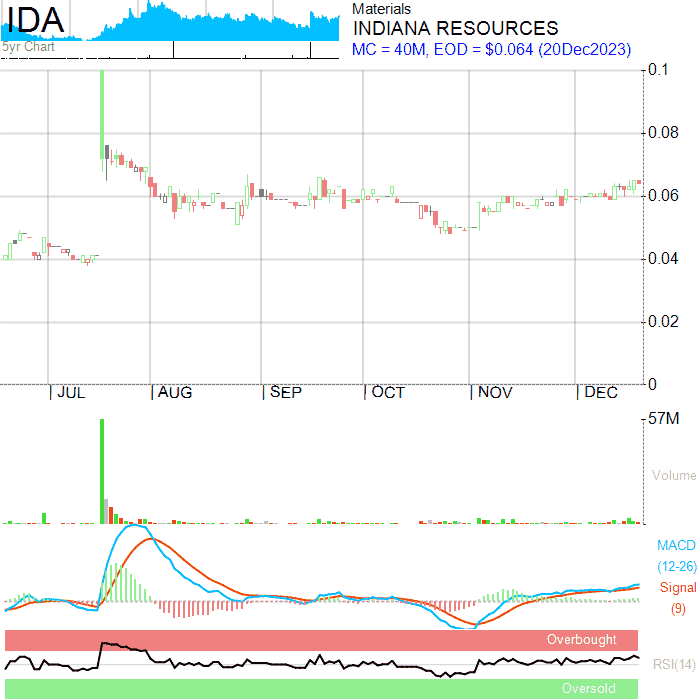 IDA
5yr Chart
Materials
INDIANA RESOURCES
MC = 40M, EOD = $0.064 (20Dec2023)
0.1
0.08
0.06
0.04
0.02
0
JUL
AUG
SEP
OCT
NOV
DEC
57M
Volume
MACD
(12-26)
Signal
(9)
Overbought
RSI(14)
Oversold